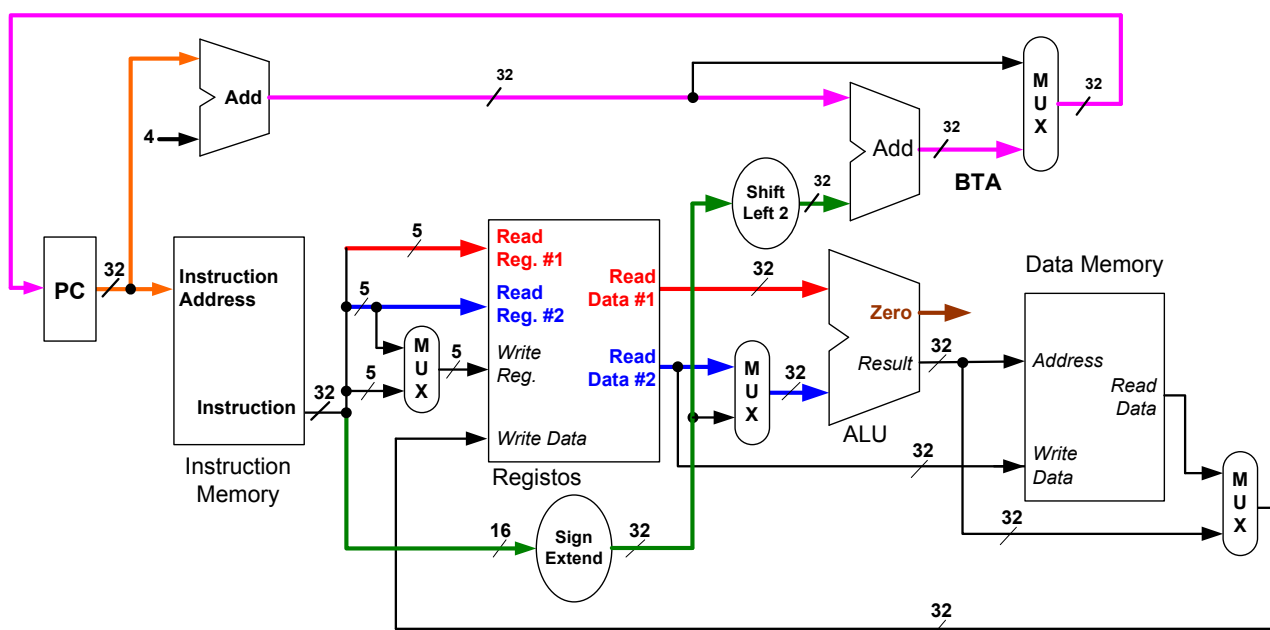 32
Add
4
32
Add
32
BTA
M
U
X
32
Shift
Left 2
32
PC
32
Instruction
Address
Instruction
32
Instruction
Memory
5
5
5
M
U
X
5
Read
Reg. #1
Read
Reg. #2
Write
Reg.
Write Data
Read
Data #1
Read
Data #2
Registos
16
Sign
Extend
32
32
M
U
X
32
Zero
Result
ALU
32
32
Data Memory
Address
Read
Data
Write
Data
32
M
U
X
32